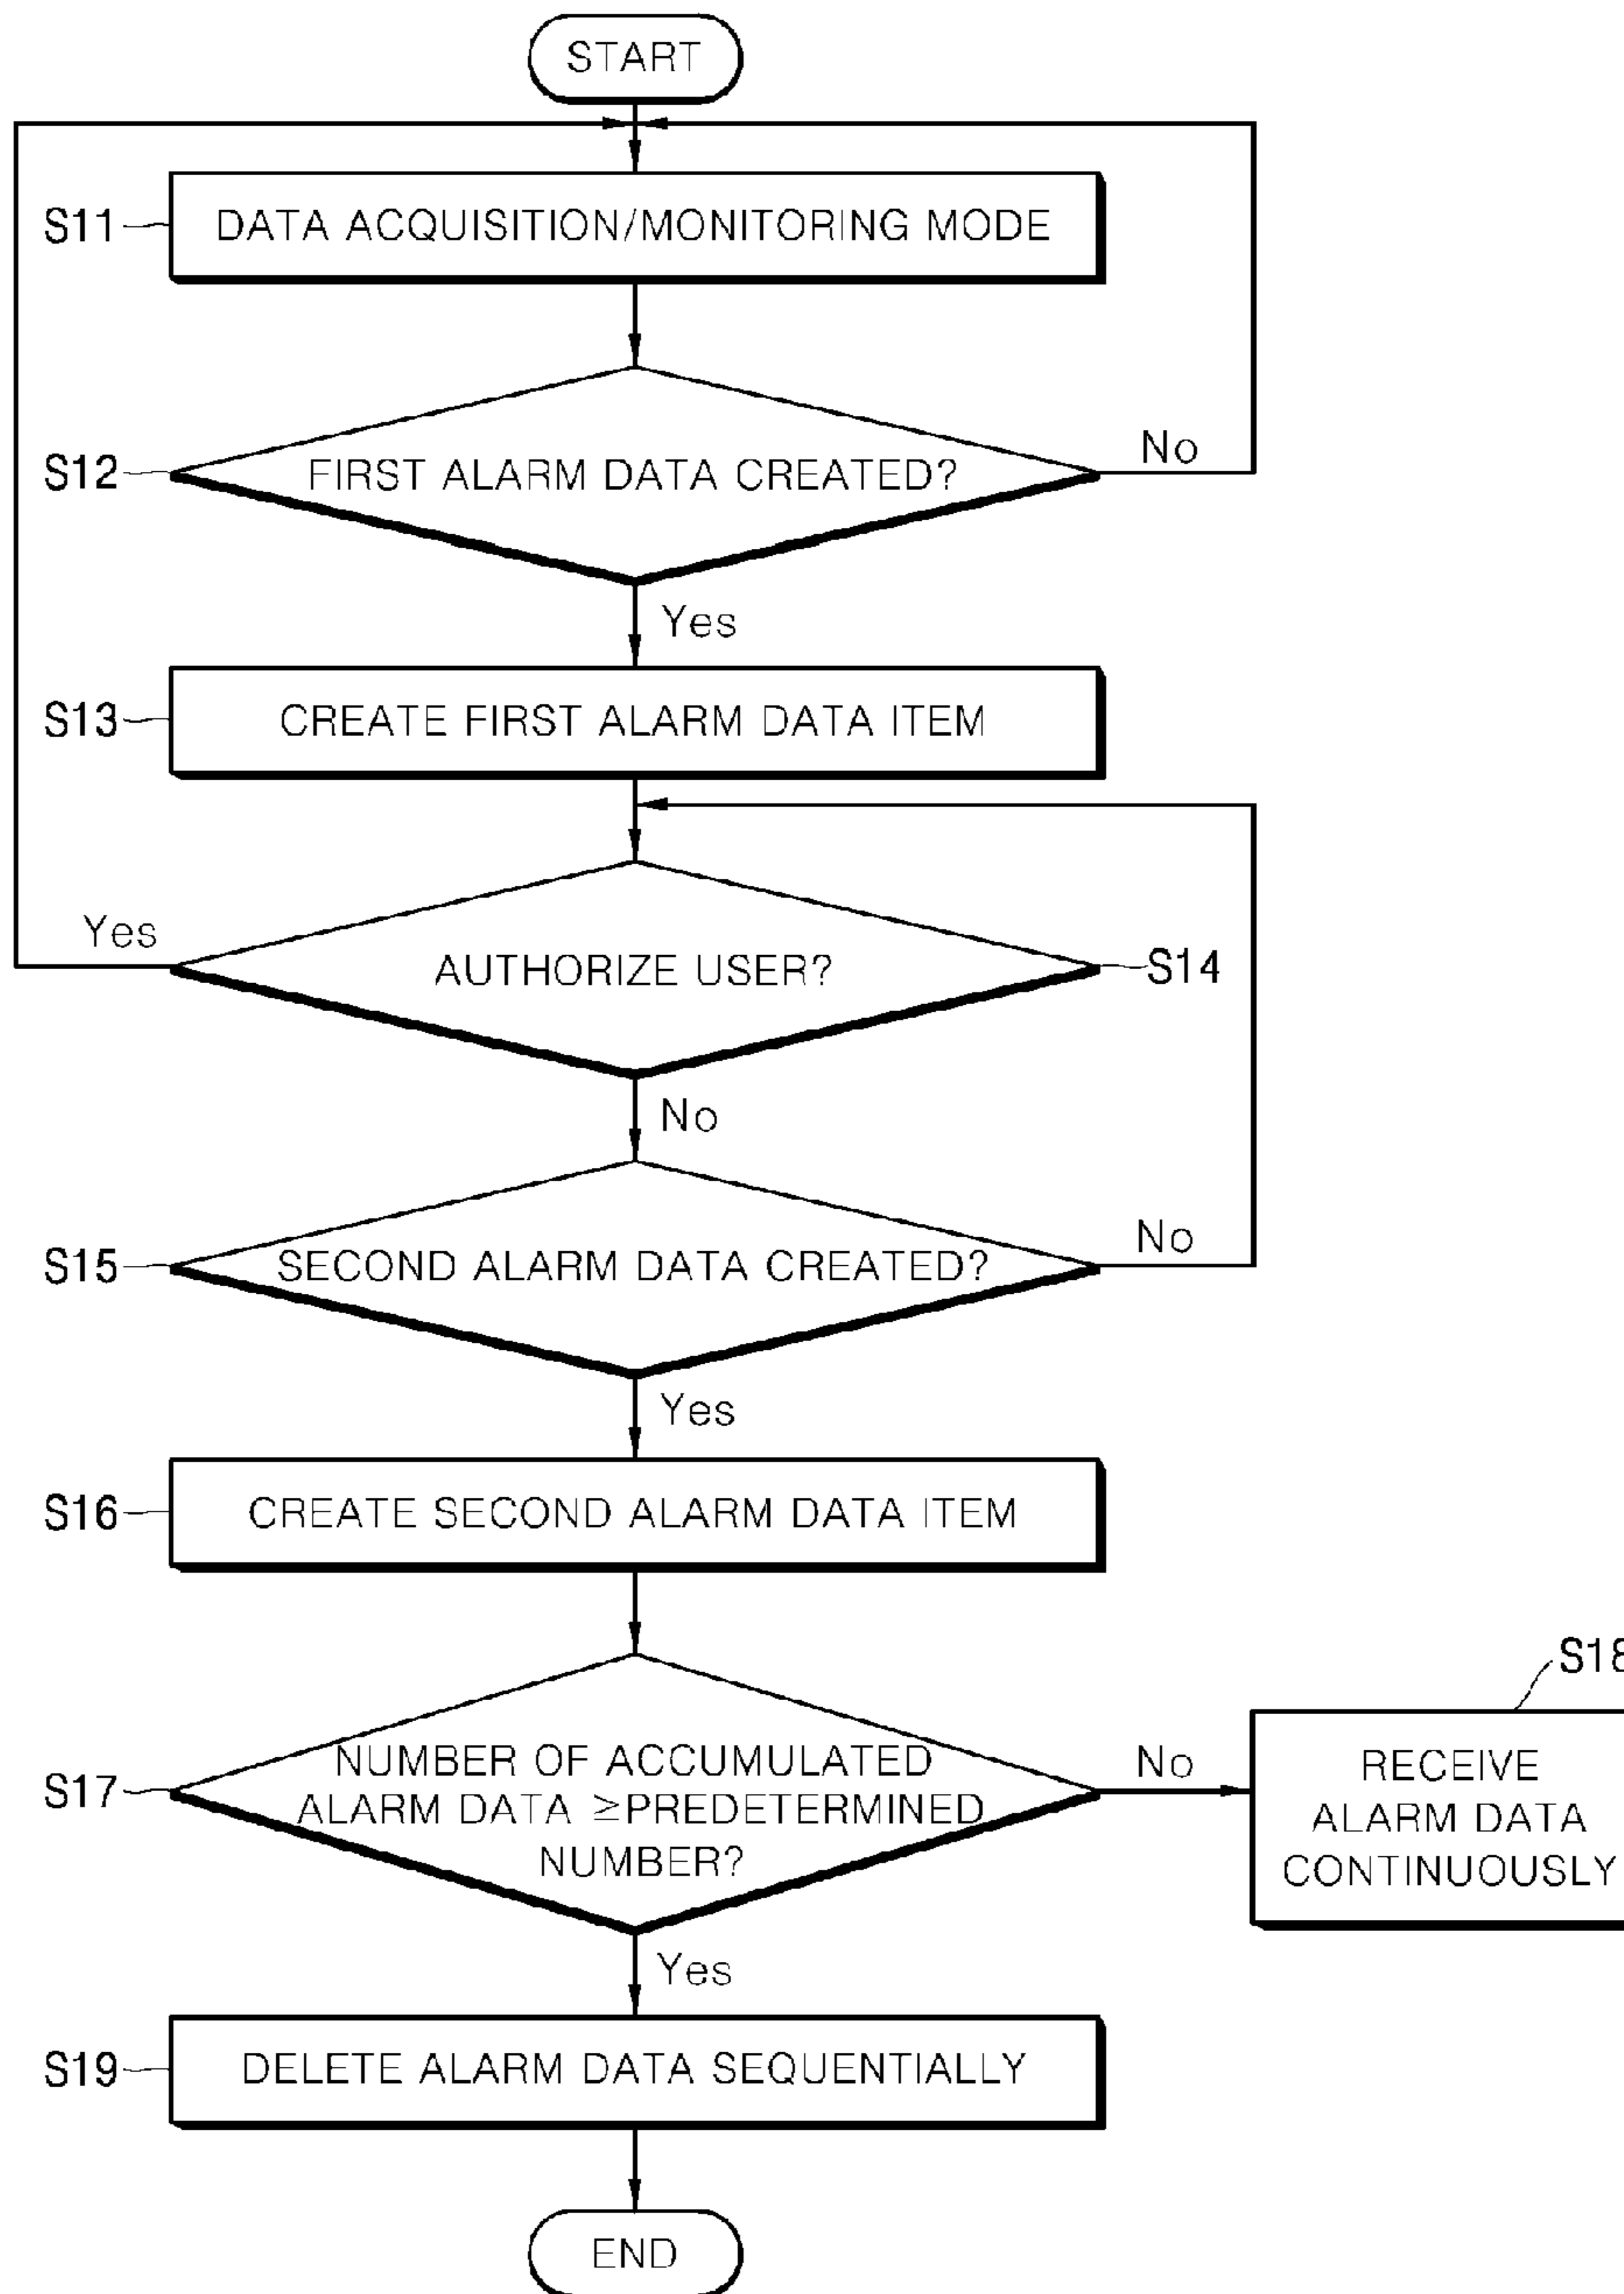 START
S11
DATA ACQUISITION/MONITORING MODE
S12
FIRST ALARM DATA CREATED?
No
Yes
S13
CREATE FIRST ALARM DATA ITEM
Yes
AUTHORIZE USER?
S14
No
S15
SECOND ALARM DATA CREATED?
No
Yes
S16
CREATE SECOND ALARM DATA ITEM
S17
NUMBER OF ACCUMULATED
ALARM DATA ≥PREDETERMINED
NUMBER?
No
S18
RECEIVE
ALARM DATA
CONTINUOUSLY
Yes
S19
DELETE ALARM DATA SEQUENTIALLY
END